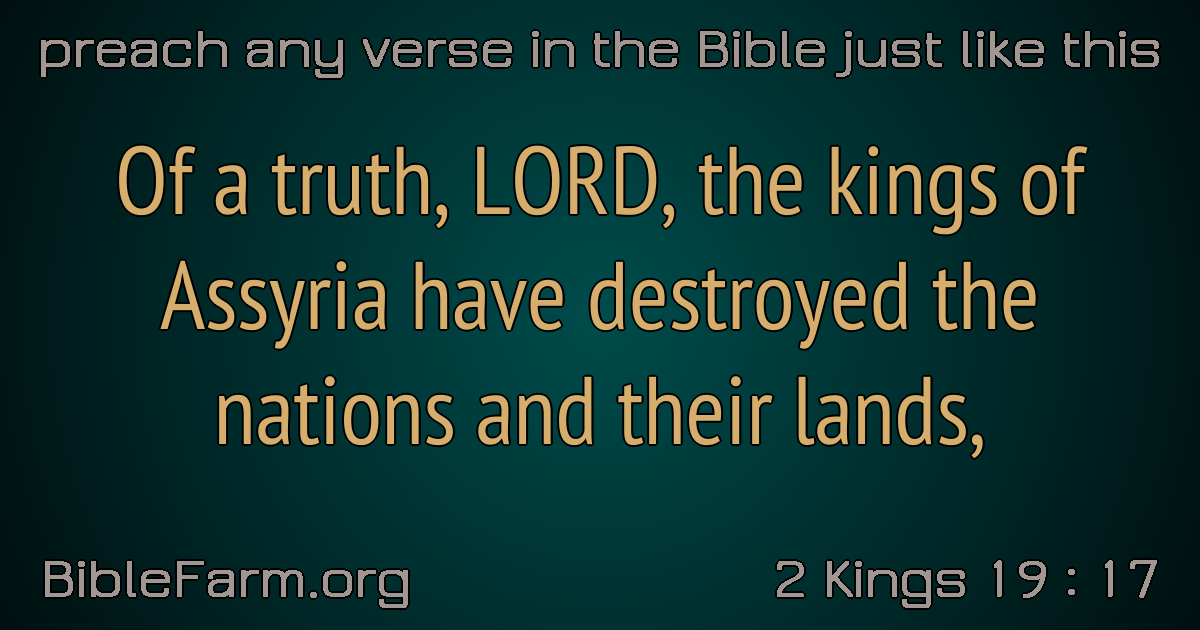 preach any verse in the Bible just like this
Of a truth, LORD, the kings of
Assyria have destroyed the
nations and their lands,
BibleFarm.org
2 Kings 19 : 17